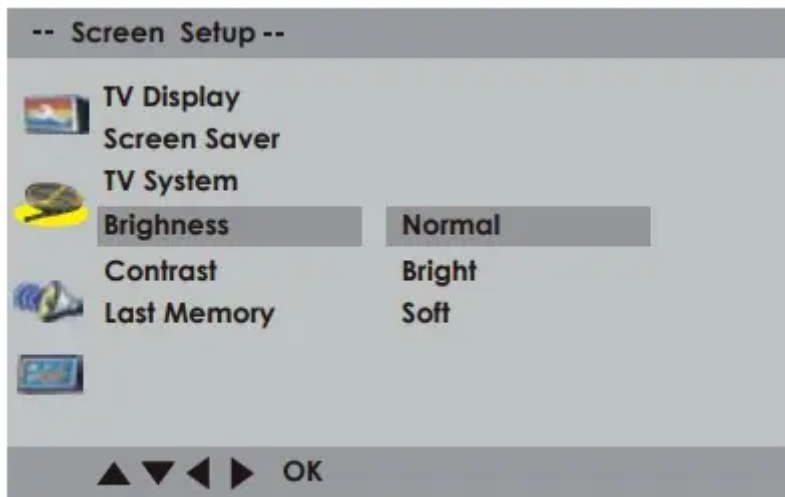 -- Screen Setup --
TV Display
Screen Saver
TV System
Brighness Normal
Contrast Bright
Last Memory Soft
OK